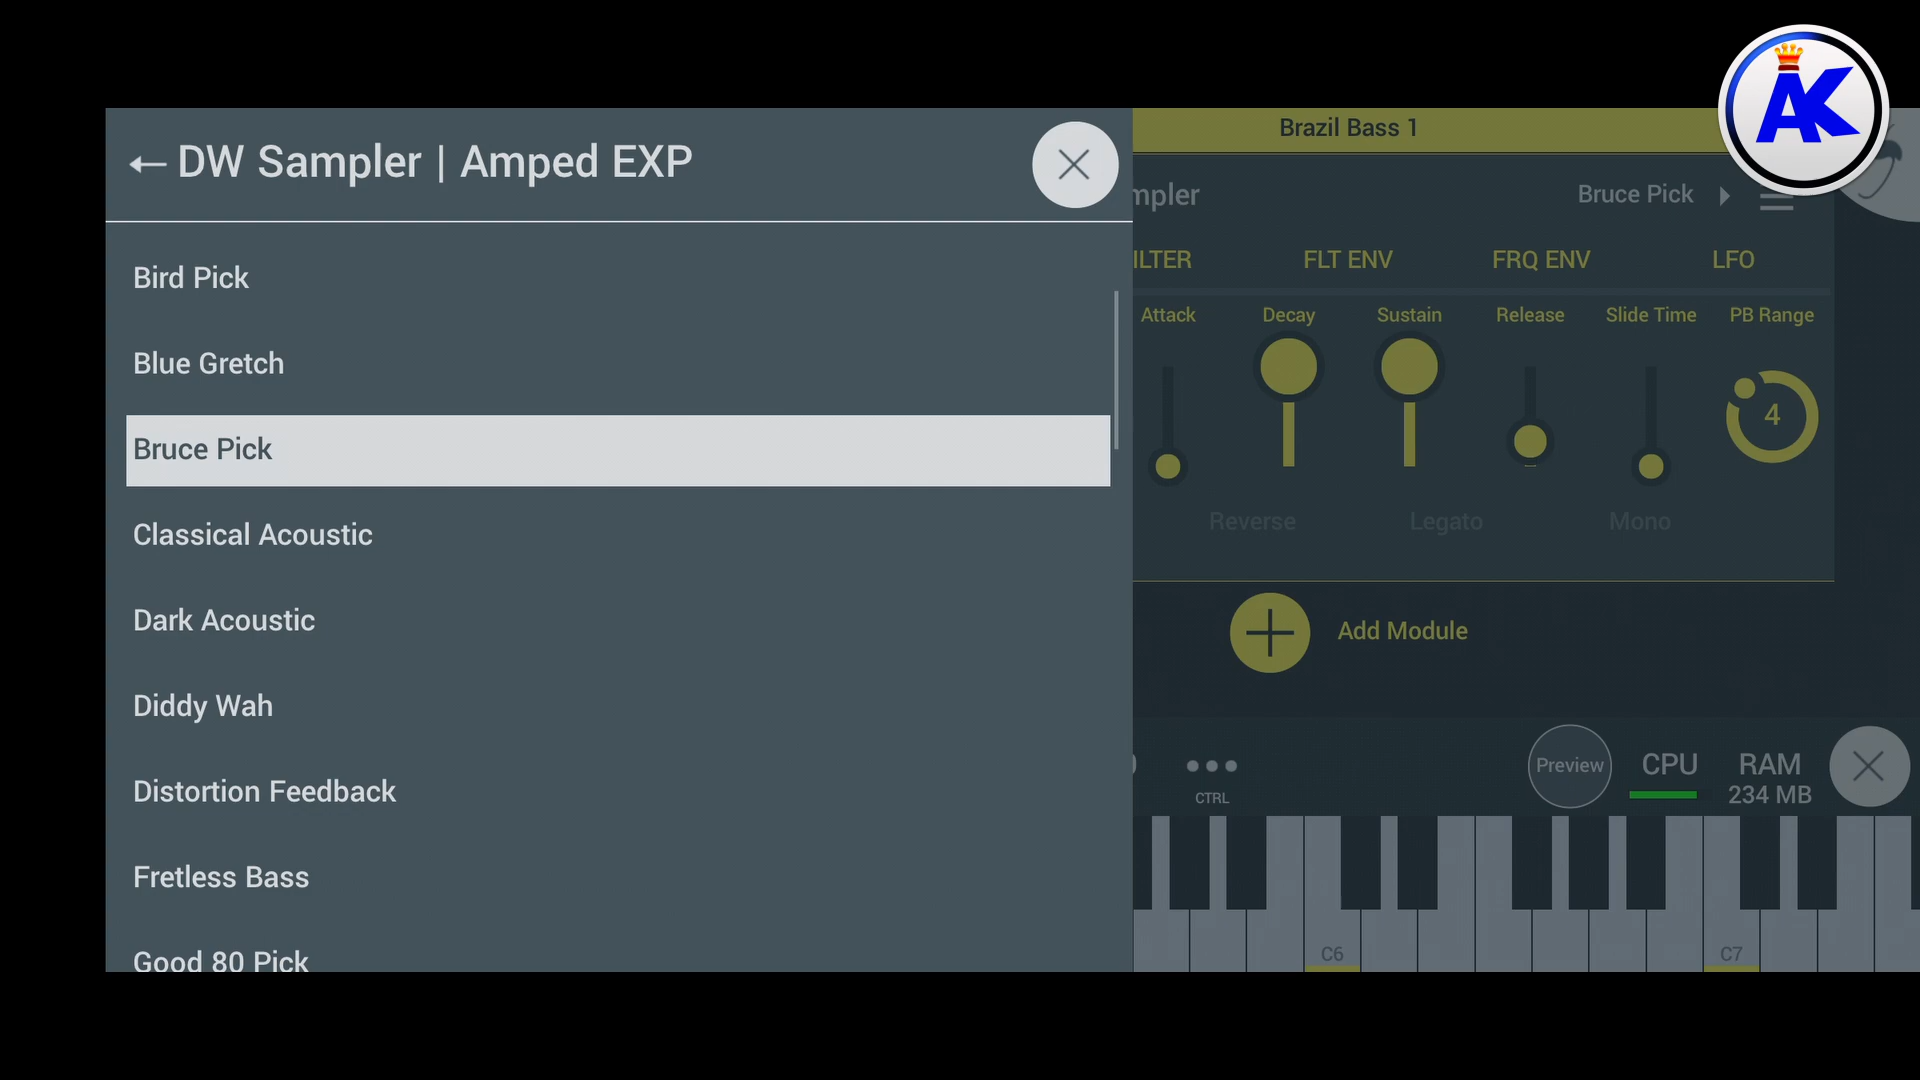 AK
DW Sampler | Amped EXP
Bird Pick
Blue Gretch
Bruce Pick
Classical Acoustic
Dark Acoustic
Diddy Wah
Distortion Feedback
Fretless Bass
Good 80 Pick
Brazil Bass 1
mpler
Bruce Pick
ILTER FLT ENV FRQ ENV LFO
Attack Decay Sustain Release Slide Time PB Range
4
Reverse Legato Mono
Add Module
Preview CPU RAM
CTRL 234 MB
C6 C7